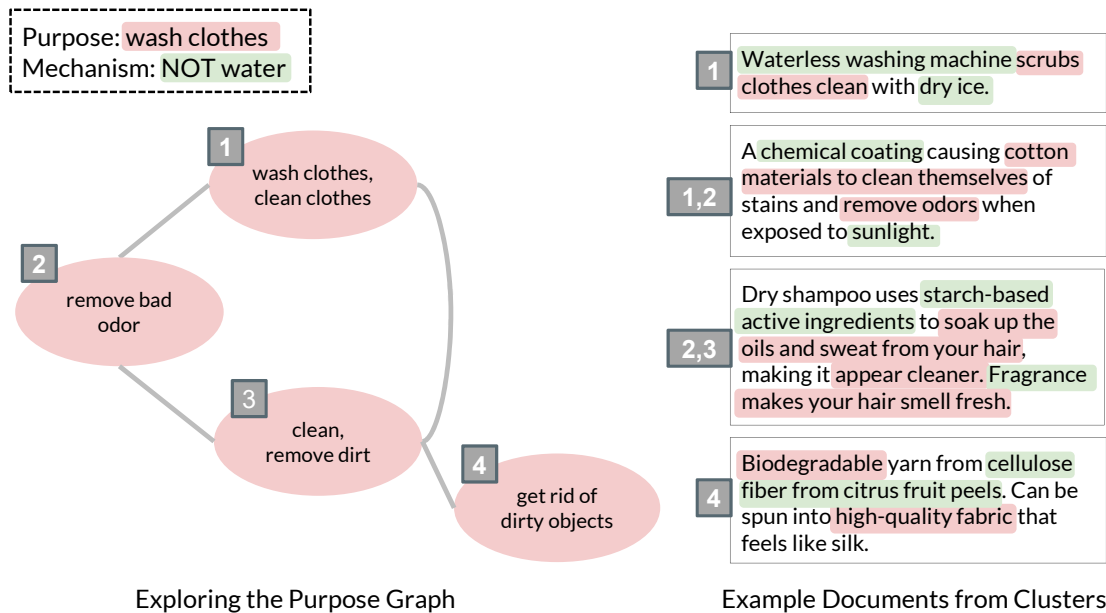 Purpose: wash clothes
Mechanism: NOT water
1
wash clothes,
clean clothes
2
remove bad
odor
3
clean,
remove dirt
4
get rid of
dirty objects
Exploring the Purpose Graph
1
Waterless washing machine scrubs
clothes clean with dry ice.
1,2
A chemical coating causing cotton
materials to clean themselves of
stains and remove odors when
exposed to sunlight.
2,3
Dry shampoo uses starch-based
active ingredients to soak up the
oils and sweat from your hair,
making it appear cleaner. Fragrance
makes your hair smell fresh.
4
Biodegradable yarn from cellulose
fiber from citrus fruit peels. Can be
spun into high-quality fabric that
feels like silk.
Example Documents from Clusters